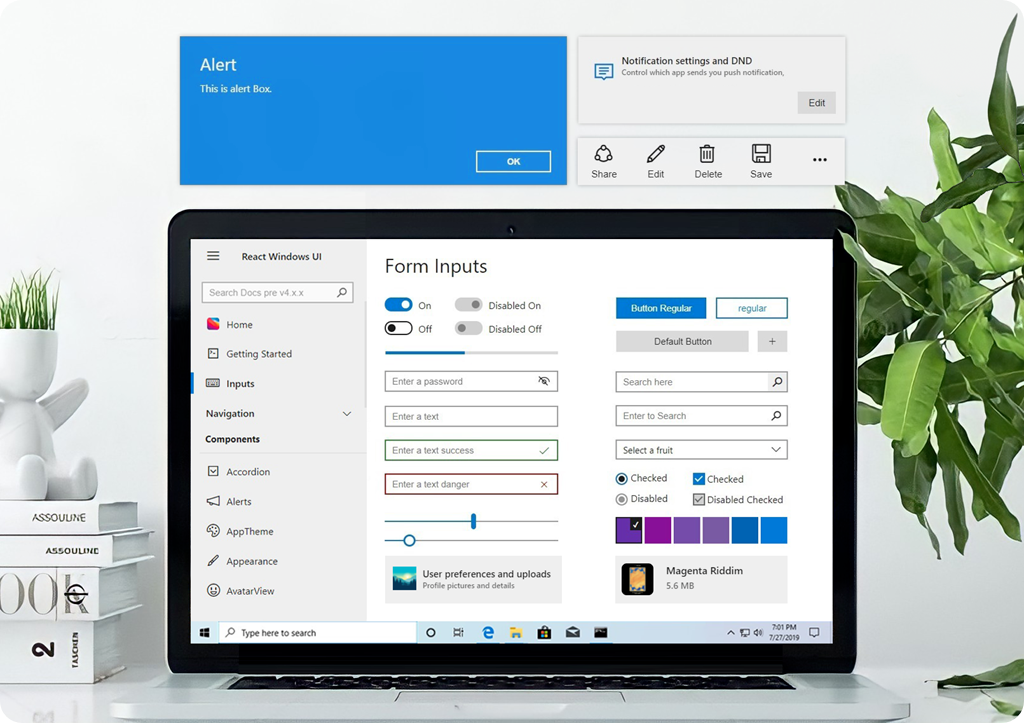 Alert
This is alert Box.
OK
Notification settings and DND
Control which app sends you push notification,
Edit
Share
Edit
Delete
Save
React Windows UI
Search Docs pre v4.x.x
Home
Getting Started
Inputs
Navigation
Components
Accordion
Alerts
AppTheme
Appearance
AvatarView
Form Inputs
On
Disabled On
Off
Disabled Off
Enter a password
Enter a text
Enter a text success
Enter a text danger
User preferences and uploads
Profile pictures and details
Button Regular
regular
Default Button
+
Search here
Enter to Search
Select a fruit
Checked
Checked
Disabled
Disabled Checked
Magenta Riddim
5.6 MB
Type here to search
7:01 PM
7/27/2019
ASSOULINE
ASSOULINE
2
TASCHEN